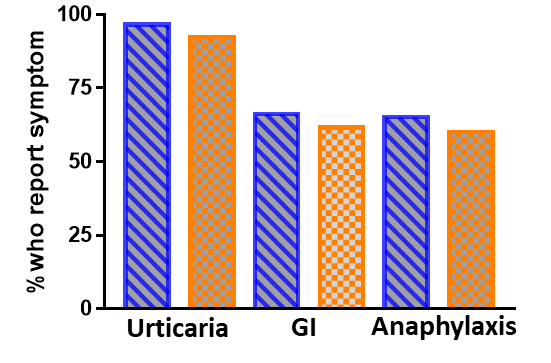 % who report symptom
100
75
50
25
0
Urticaria
GI
Anaphylaxis